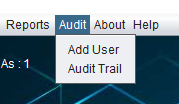 Reports Audit About Help
Add User
As : 1
Audit Trail